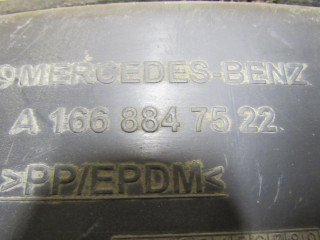 MERCEDES-BENZ
A 166 884 75 22
>PP/EPDM<